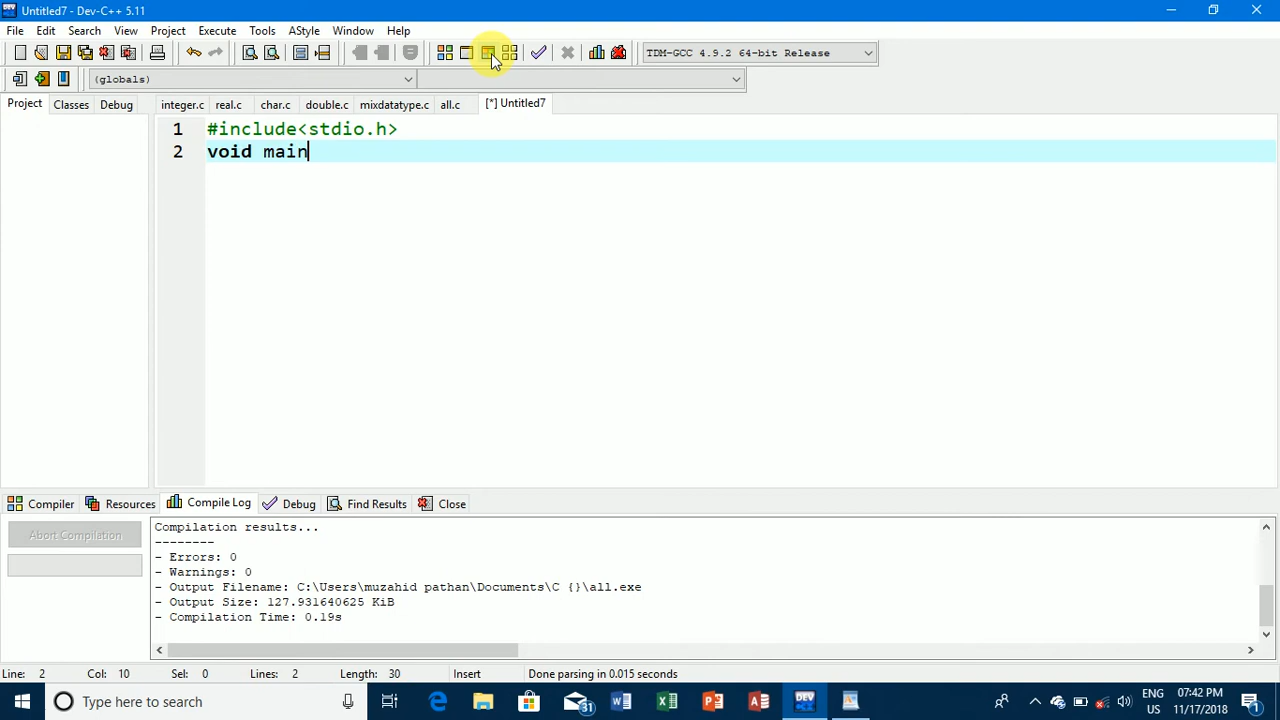 Untitled7 - Dev-C++ 5.11
File Edit Search View Project Execute Tools AStyle Window Help
TDM-GCC 4.9.2 64-bit Release
(globals)
Project Classes Debug integer.c real.c char.c double.c mixdatatype.c all.c [*] Untitled7
1 #include<stdio.h>
2 void main
Compiler Resources Compile Log Debug Find Results Close
Abort Compilation
Compilation results...
--------
- Errors: 0
- Warnings: 0
- Output Filename: C:\Users\muzahid pathan\Documents\C {}\all.exe
- Output Size: 127.931640625 KiB
- Compilation Time: 0.19s
Line: 2 Col: 10 Sel: 0 Lines: 2 Length: 30 Insert Done parsing in 0.015 seconds
Type here to search 31 ENG 07:42 PM
US 11/17/2018 1